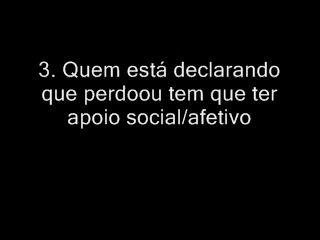 3. Quem está declarando
que perdoou tem que ter
apoio social/afetivo